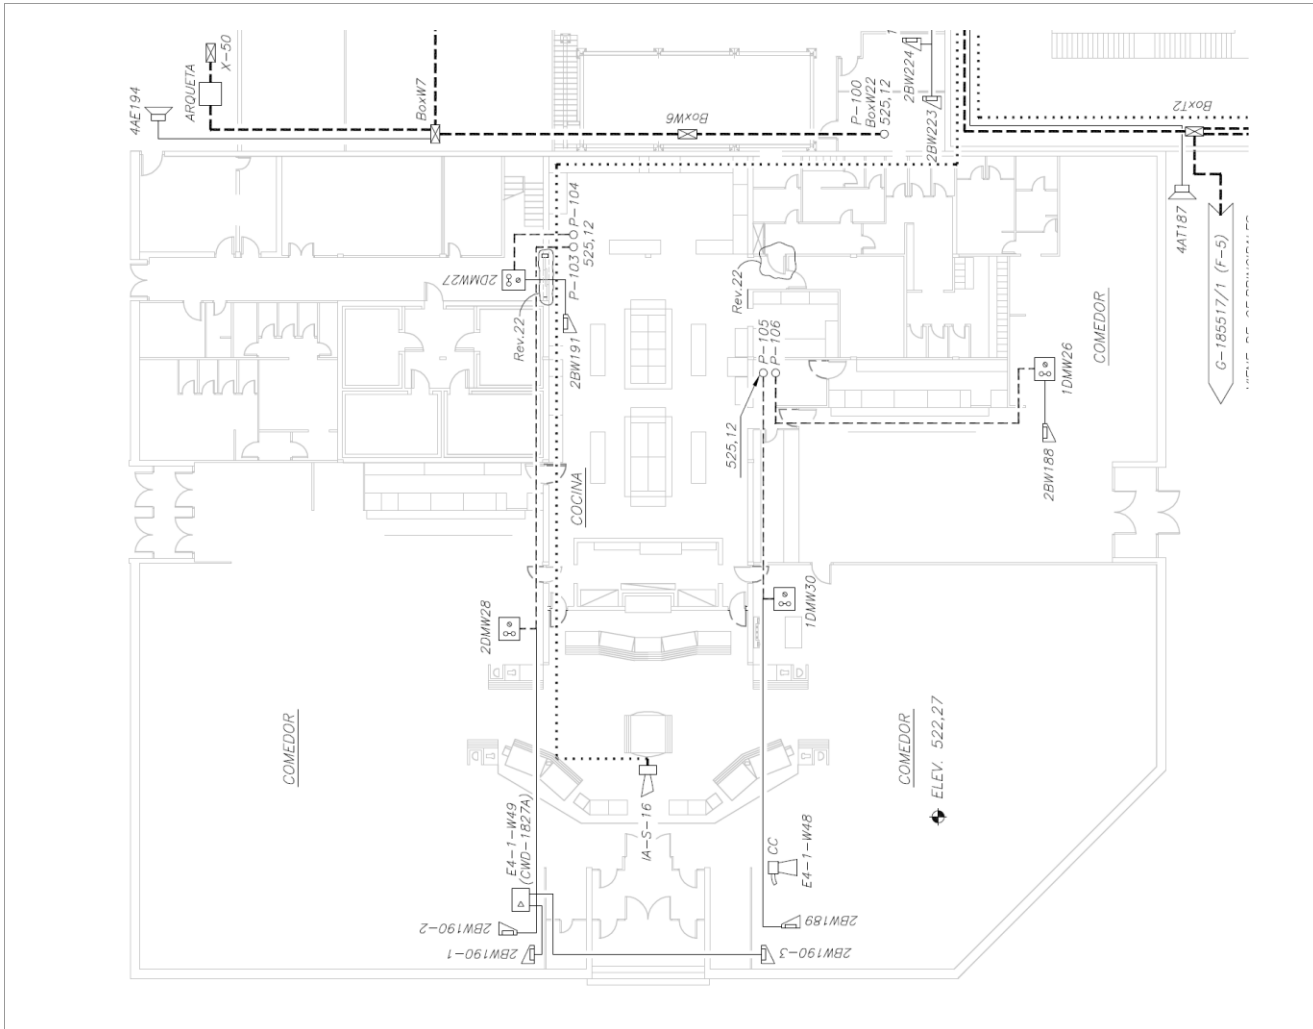 X-50
ARQUETA
4AE194
BoxW7
BoxW6
P-100
BoxW22
525,12
2BW224
1
2BW223
BoxT2
4AT187
G-185517/1 (F-5)
P-104
P-103
525,12
2DMW27
Rev.22
2BW191
Rev.22
P-105
P-106
525,12
COMEDOR
1DMW26
2BW188
COCINA
2DMW28
1DMW30
COMEDOR
COMEDOR
ELEV. 522,27
IA-S-16
E4-1-W49
(CWD-1827A)
CC
E4-1-W48
2BW190-2
2BW190-1
2BW190-3
2BW189